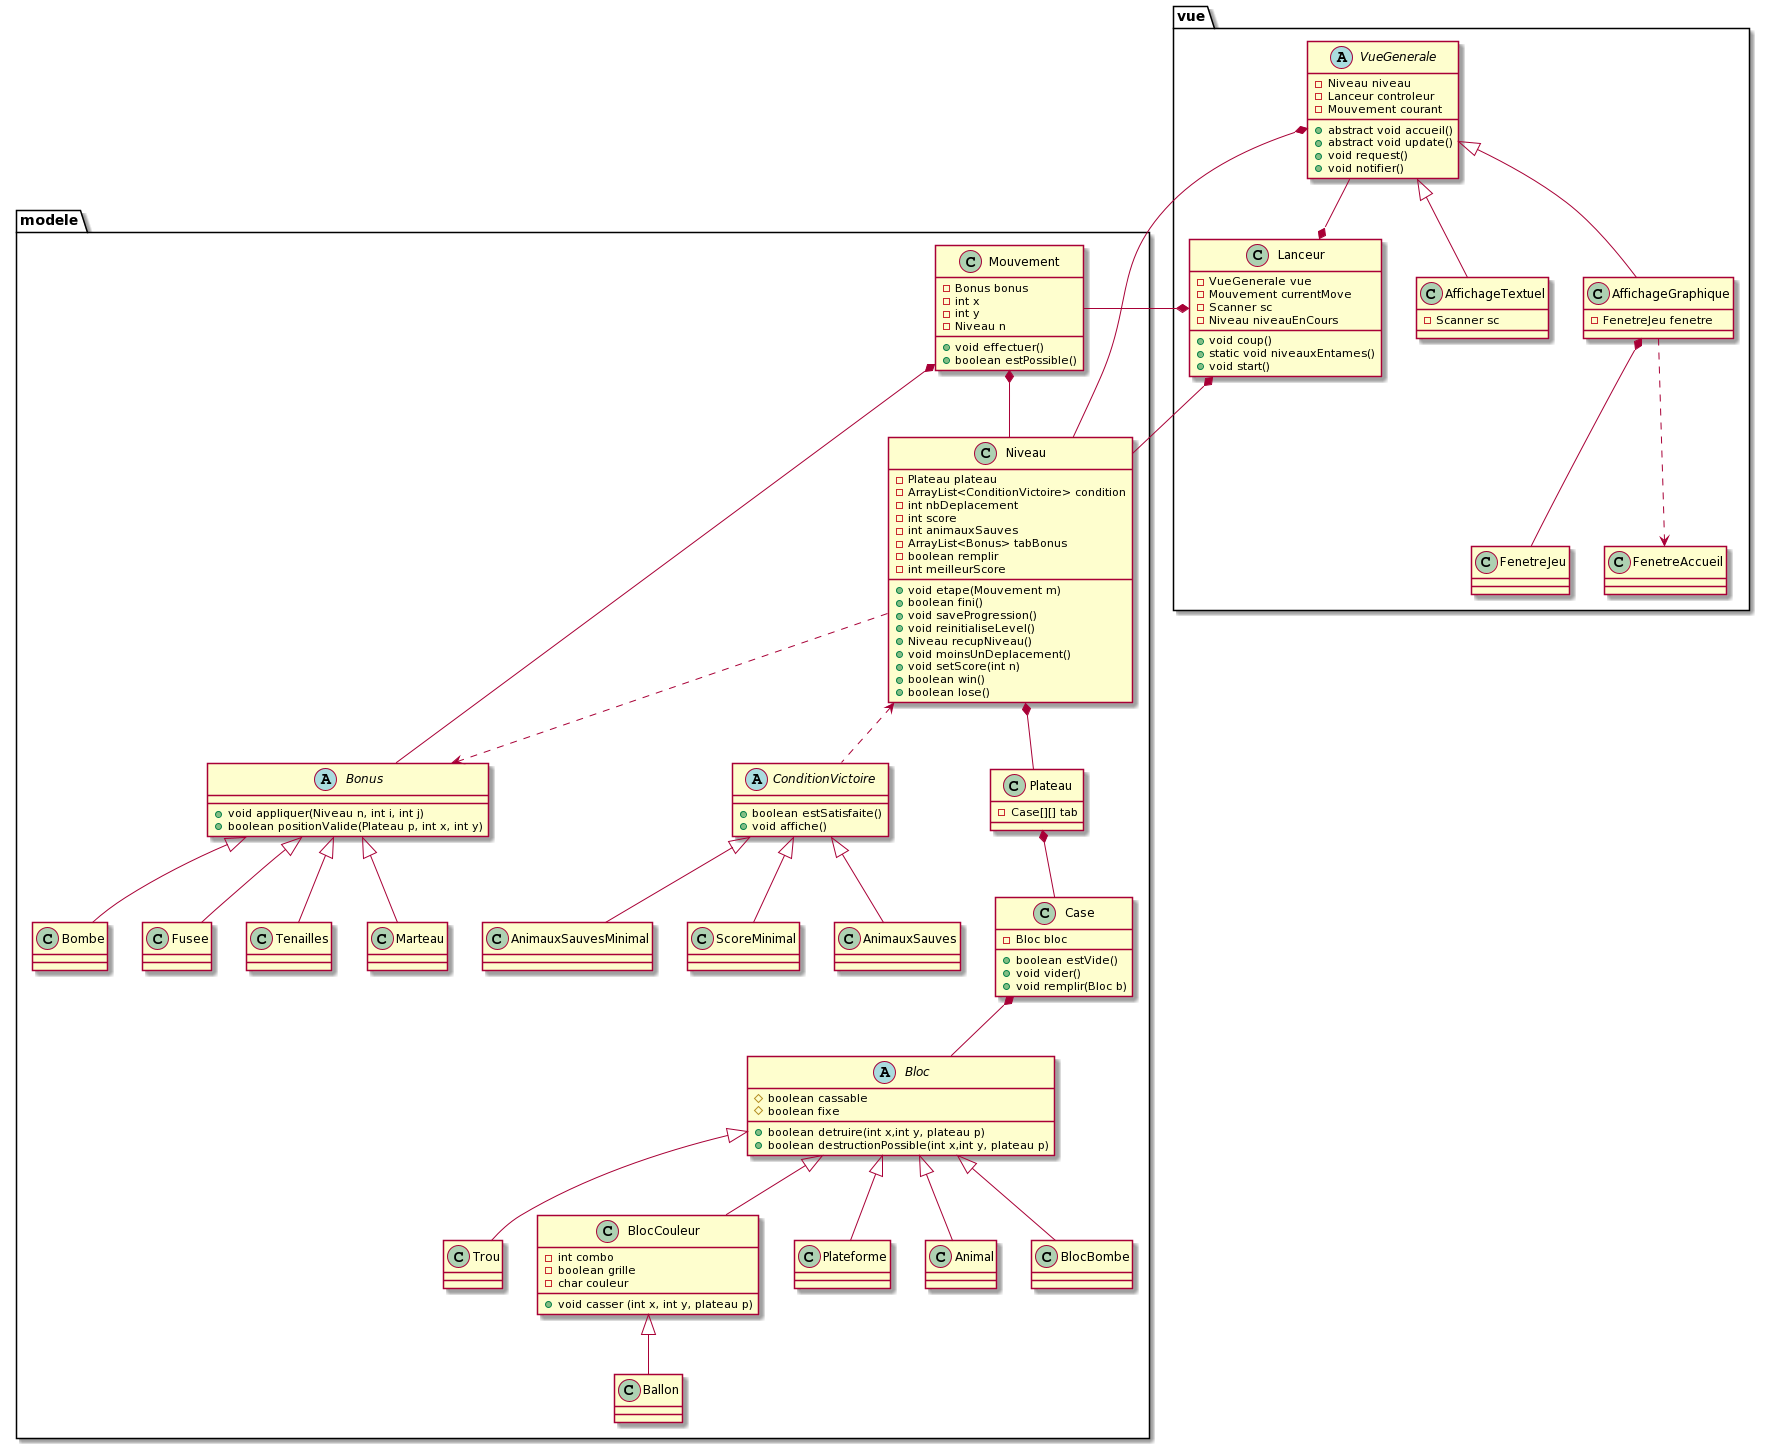 vue
A VueGenerale
Niveau niveau
Lanceur controleur
Mouvement courant
abstract void accueil()
abstract void update()
void request()
void notifier()
modele
C Mouvement
Bonus bonus
int x
int y
Niveau n
void effectuer()
boolean estPossible()
C Lanceur
VueGenerale vue
Mouvement currentMove
Scanner sc
Niveau niveauEnCours
void coup()
static void niveauxEntames()
void start()
C AffichageTextuel
Scanner sc
C AffichageGraphique
FenetreJeu fenetre
C Niveau
Plateau plateau
ArrayList<ConditionVictoire> condition
int nbDeplacement
int score
int animauxSauves
ArrayList<Bonus> tabBonus
boolean remplir
int meilleurScore
void etape(Mouvement m)
boolean fini()
void saveProgression()
void reinitialiseLevel()
Niveau recupNiveau()
void moinsUnDeplacement()
void setScore(int n)
boolean win()
boolean lose()
C FenetreJeu
C FenetreAccueil
A Bonus
void appliquer(Niveau n, int i, int j)
boolean positionValide(Plateau p, int x, int y)
A ConditionVictoire
boolean estSatisfaite()
void affiche()
C Plateau
Case[][] tab
C Bombe
C Fusee
C Tenailles
C Marteau
C AnimauxSauvesMinimal
C ScoreMinimal
C AnimauxSauves
C Case
Bloc bloc
boolean estVide()
void vider()
void remplir(Bloc b)
A Bloc
boolean cassable
boolean fixe
boolean detruire(int x,int y, plateau p)
boolean destructionPossible(int x,int y, plateau p)
C Trou
C BlocCouleur
int combo
boolean grille
char couleur
void casser (int x, int y, plateau p)
C Plateforme
C Animal
C BlocBombe
C Ballon